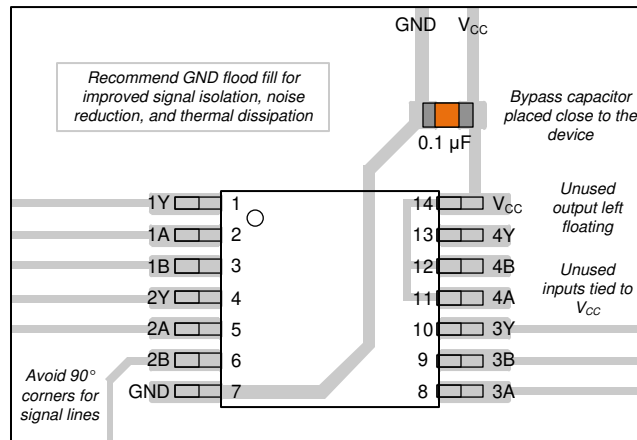 GND V_CC
Recommend GND flood fill for
improved signal isolation, noise
reduction, and thermal dissipation
Bypass capacitor
placed close to the
device
0.1 µF
1Y 1 14 V_CC
1A 2 13 4Y
1B 3 12 4B
2Y 4 11 4A
2A 5 10 3Y
2B 6 9 3B
GND 7 8 3A
Unused
output left
floating
Unused
inputs tied to
V_CC
Avoid 90°
corners for
signal lines